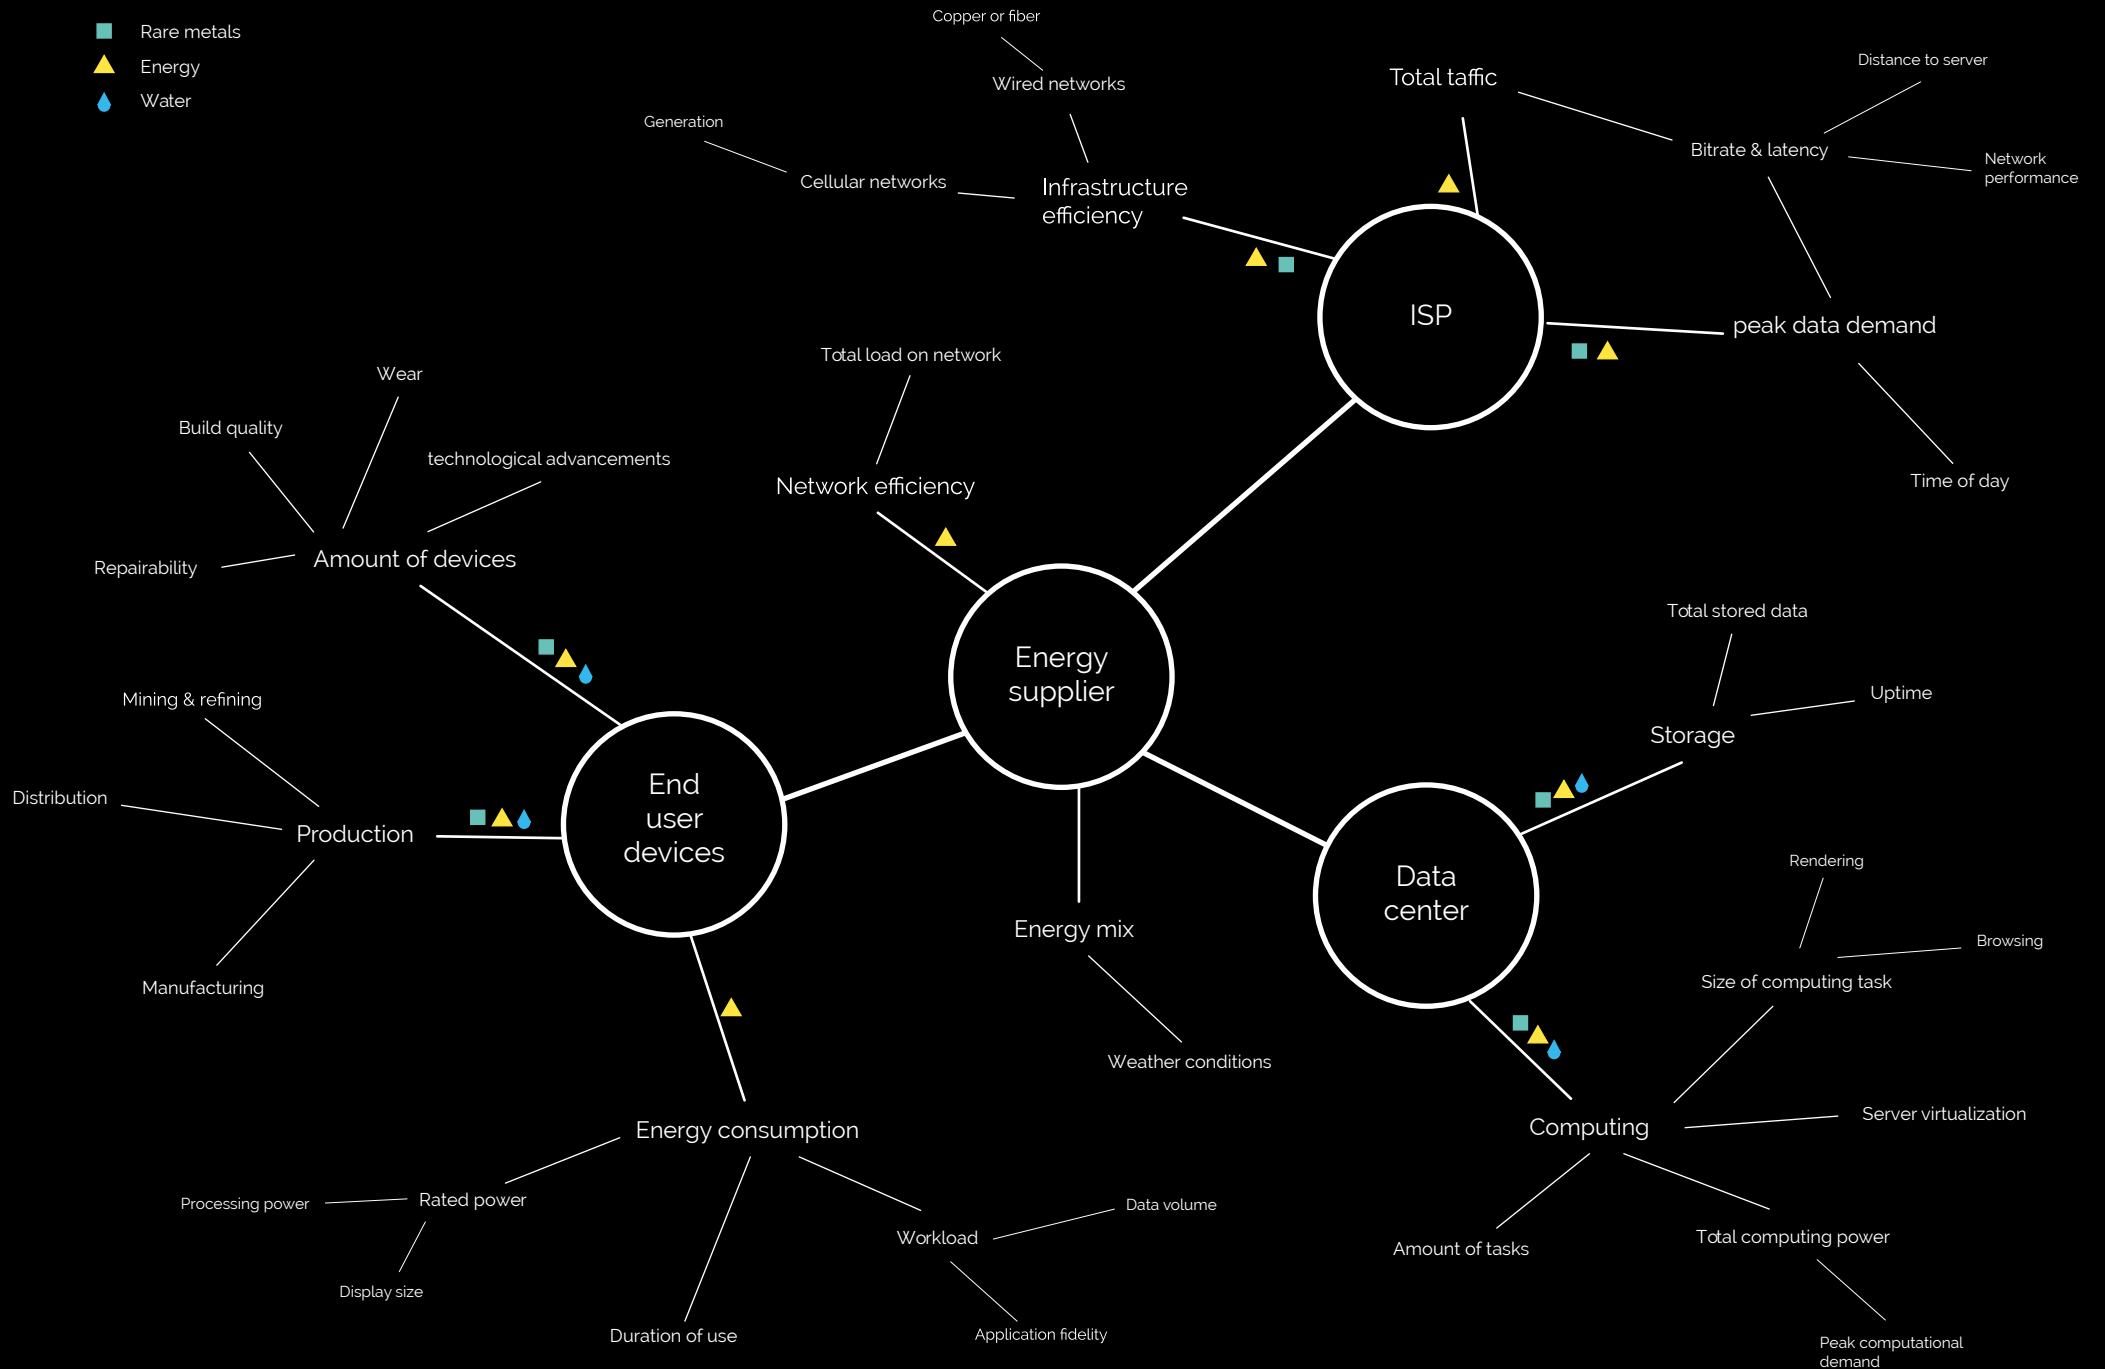 Rare metals
Energy
Water
Copper or fiber
Wired networks
Generation
Cellular networks
Infrastructure
efficiency
Total taffic
Distance to server
Bitrate & latency
Network
performance
ISP
peak data demand
Time of day
Total load on network
Network efficiency
Wear
Build quality
technological advancements
Repairability
Amount of devices
Energy
supplier
Mining & refining
Distribution
Production
Manufacturing
End
user
devices
Total stored data
Uptime
Storage
Data
center
Energy mix
Weather conditions
Rendering
Browsing
Size of computing task
Server virtualization
Computing
Amount of tasks
Total computing power
Peak computational
demand
Energy consumption
Processing power
Rated power
Display size
Data volume
Workload
Duration of use
Application fidelity